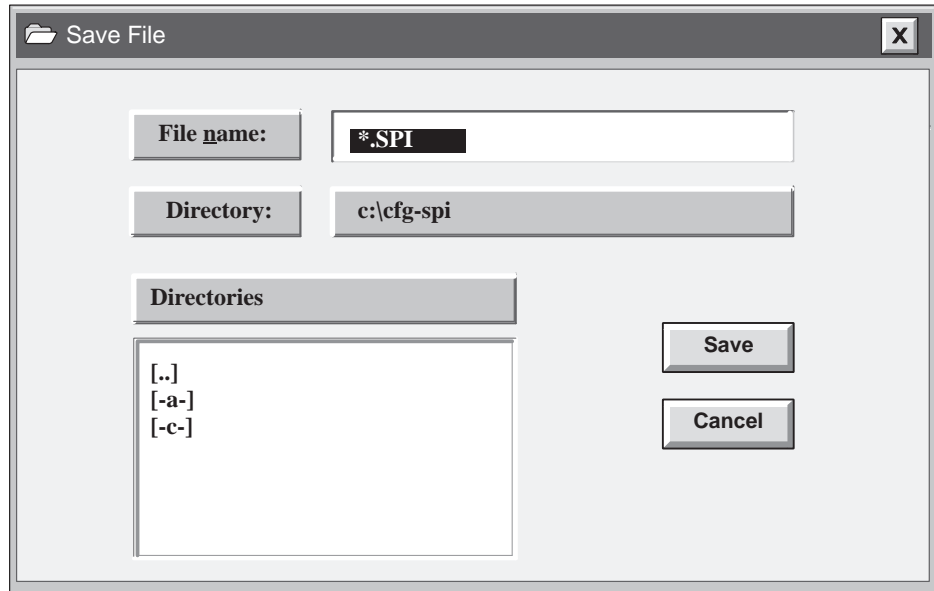 Save File
X
File name:
*.SPI
Directory:
c:\cfg-spi
Directories
[..]
[-a-]
[-c-]
Save
Cancel